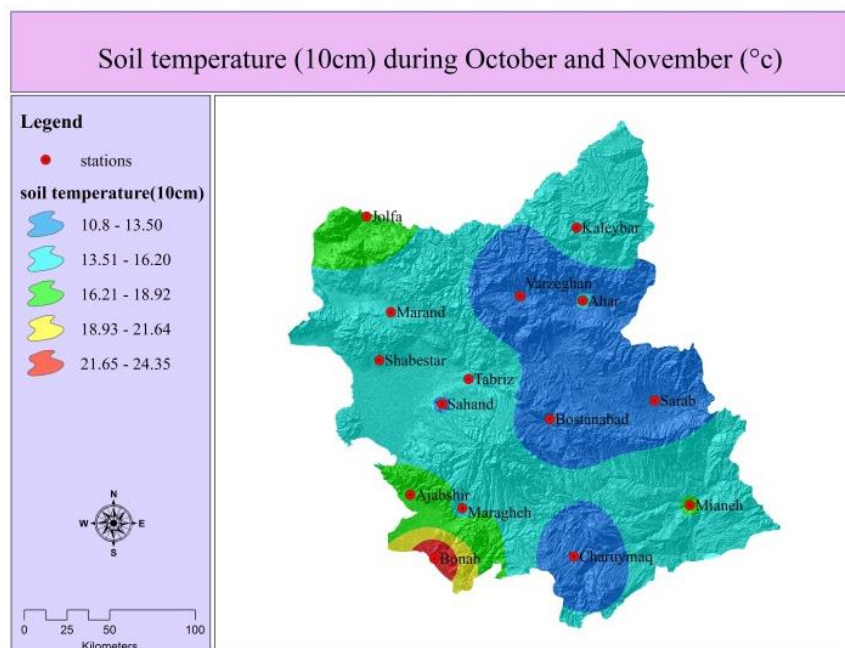 Soil temperature (10cm) during October and November (°c)
Legend
stations
soil temperature(10cm)
10.8 - 13.50
13.51 - 16.20
16.21 - 18.92
18.93 - 21.64
21.65 - 24.35
N
W E
S
0 25 50 100
Kilometers
Jolfa
Kaleybar
Varzeghan
Ahar
Marand
Shabestar
Tabriz
Sahand
Sarab
Bostanabad
Ajabshir
Maragheh
Mianeh
Bonab
Charuymaq